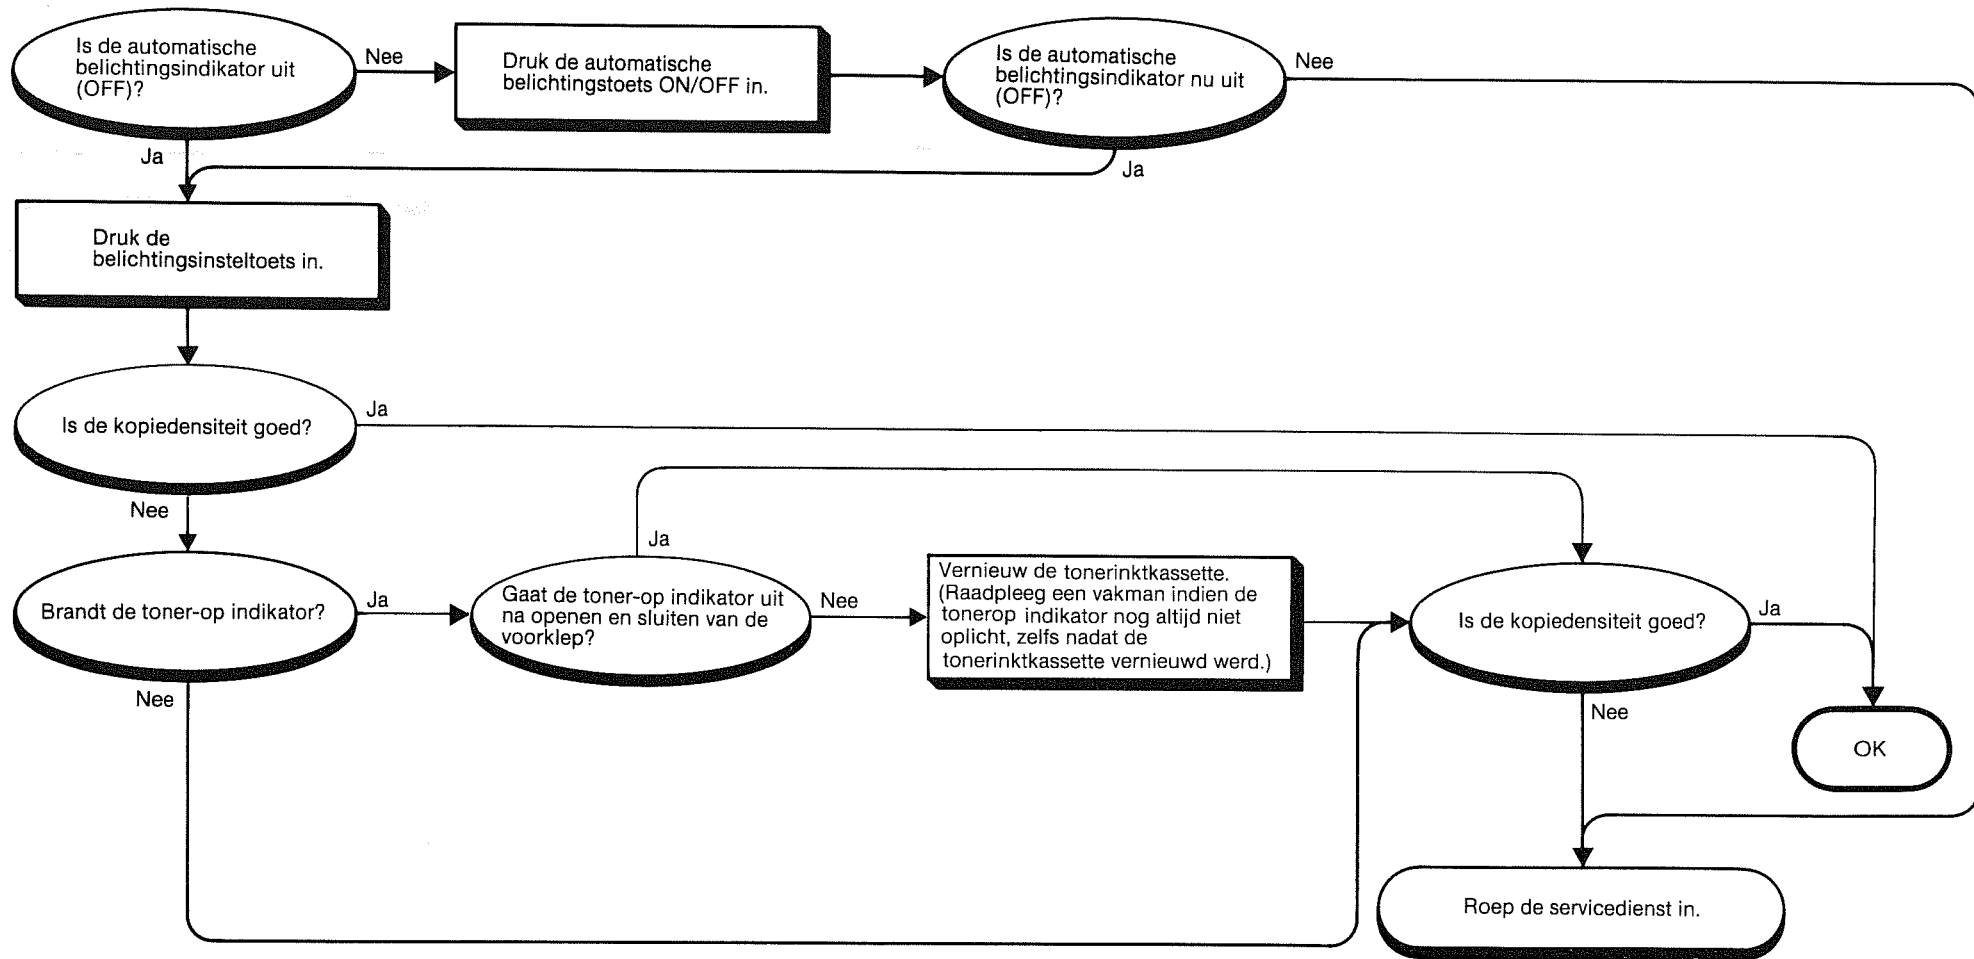 Is de automatische
belichtingsindikator uit
(OFF)?
Nee
Druk de automatische
belichtingstoets ON/OFF in.
Is de automatische
belichtingsindikator nu uit
(OFF)?
Nee
Ja
Ja
Druk de
belichtingsinsteltoets in.
Is de kopiedensiteit goed?
Ja
Nee
Brandt de toner-op indikator?
Ja
Nee
Gaat de toner-op indikator uit
na openen en sluiten van de
voorklep?
Ja
Nee
Vernieuw de tonerinktkassette.
(Raadpleeg een vakman indien de
tonerop indikator nog altijd niet
oplicht, zelfs nadat de
tonerinktkassette vernieuwd werd.)
Is de kopiedensiteit goed?
Ja
Nee
OK
Roep de servicedienst in.